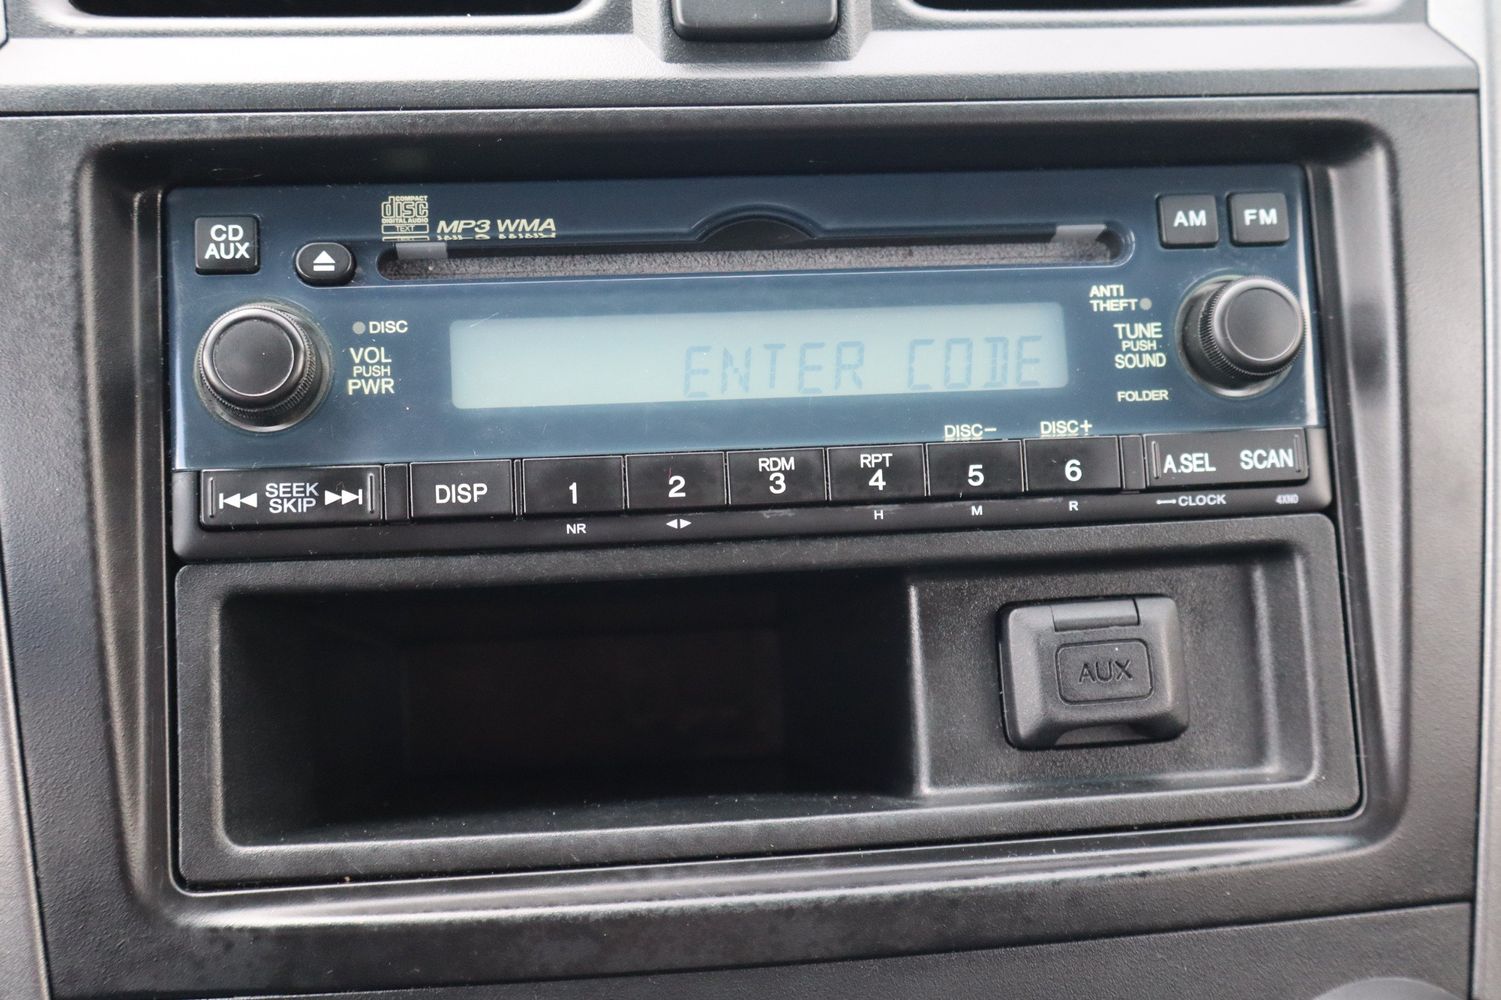 CD
AUX
COMPACT
disc
DIGITAL AUDIO
TEXT
MP3 WMA
AM
FM
DISC
VOL
PUSH
PWR
ENTER CODE
ANTI
THEFT
TUNE
PUSH
SOUND
FOLDER
SEEK
SKIP
DISP
1
NR
2
RDM
3
RPT
4
H
DISC-
5
M
DISC+
6
R
A.SEL
SCAN
CLOCK
4XN0
AUX